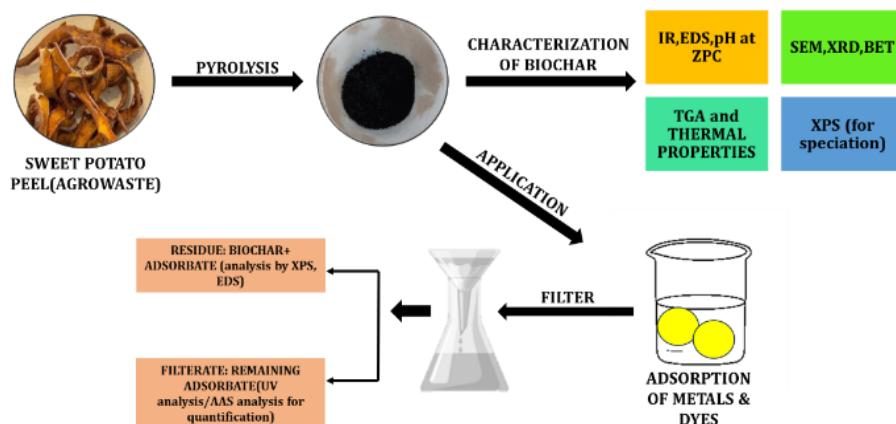 PYROLYSIS
CHARACTERIZATION
OF BIOCHAR
IR,EDS,pH at
ZPC
SEM,XRD,BET
TGA and
THERMAL
PROPERTIES
XPS (for
speciation)
SWEET POTATO
PEEL(AGROWASTE)
APPLICATION
RESIDUE: BIOCHAR+
ADSORBATE (analysis by XPS,
EDS)
FILTER
FILTERATE: REMAINING
ADSORBATE(UV
analysis/AAS analysis for
quantification)
ADSORPTION
OF METALS &
DYES